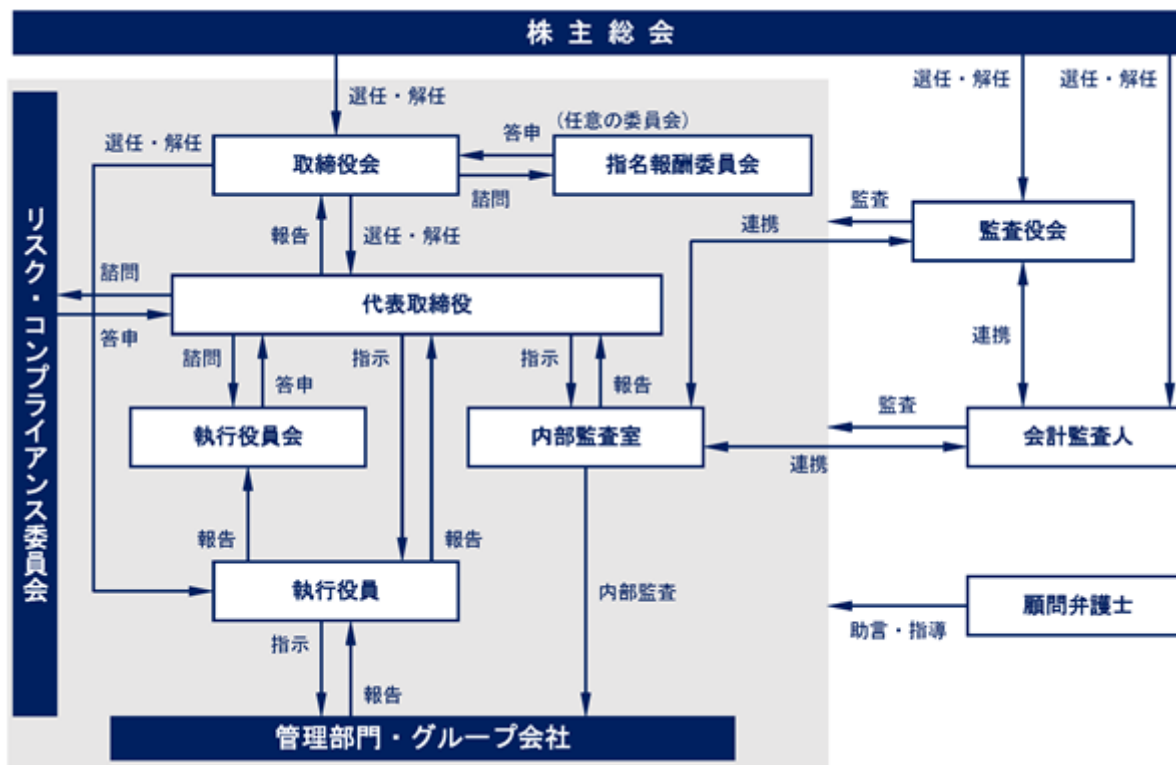 株主総会
選任・解任
選任・解任
選任・解任
選任・解任
答申
(任意の委員会)
取締役会
指名報酬委員会
諮問
監査
監査役会
報告
選任・解任
連携
リスク・コンプライアンス委員会
諮問
代表取締役
答申
連携
諮問
答申
指示
指示
報告
執行役員会
内部監査室
監査
会計監査人
連携
報告
報告
執行役員
内部監査
顧問弁護士
助言・指導
指示
報告
管理部門・グループ会社